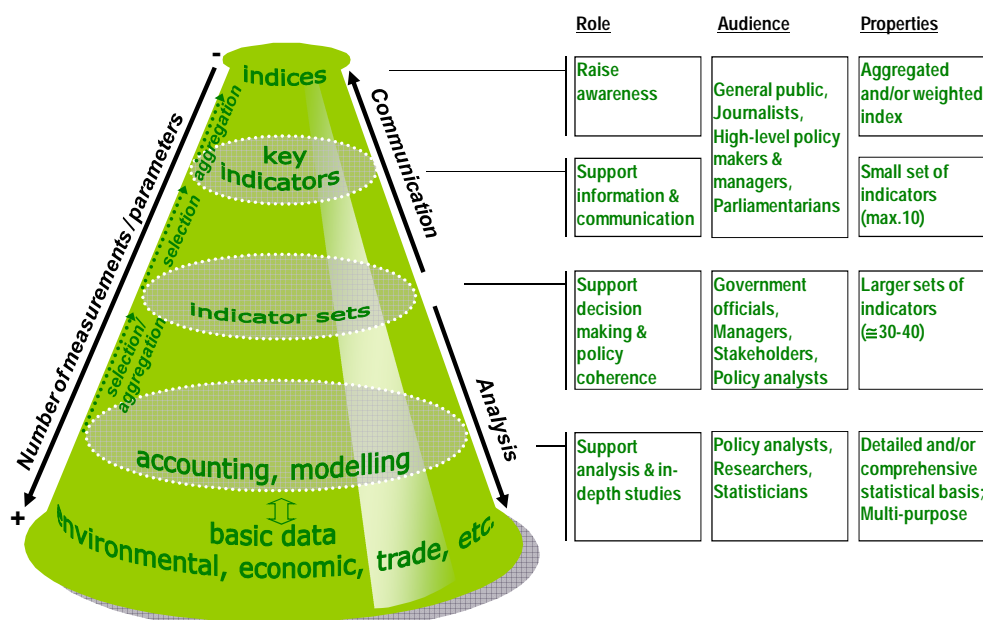 Role
Audience
Properties
-
indices
aggregation
key
indicators
selection
indicator sets
selection/
aggregation
accounting, modelling
basic data
environmental, economic, trade, etc.
+
Number of measurements / parameters
Communication
Analysis
Raise
awareness
General public,
Journalists,
High-level policy
makers &
managers,
Parliamentarians
Aggregated
and/or weighted
index
Support
information &
communication
Small set of
indicators
(max.10)
Support
decision
making &
policy
coherence
Government
officials,
Managers,
Stakeholders,
Policy analysts
Larger sets of
indicators
(≅30-40)
Support
analysis & in-
depth studies
Policy analysts,
Researchers,
Statisticians
Detailed and/or
comprehensive
statistical basis;
Multi-purpose